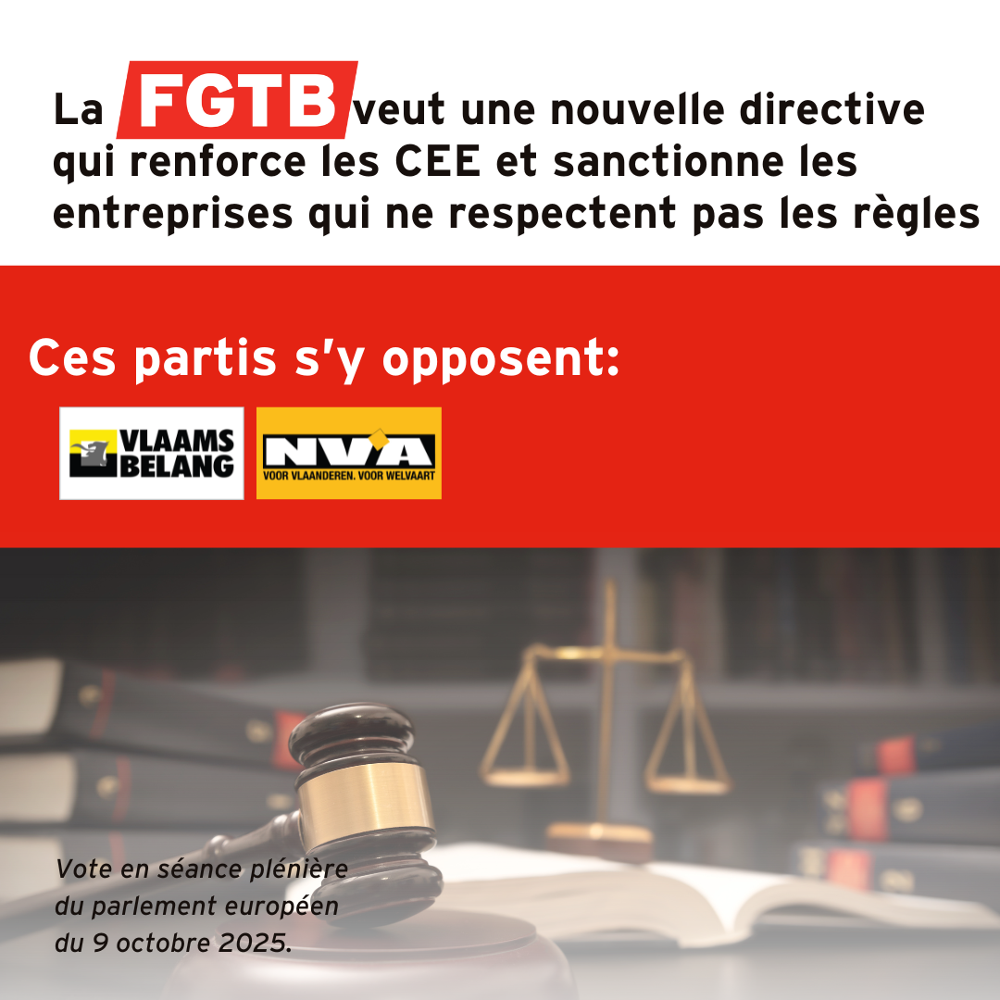 La FGTB veut une nouvelle directive
qui renforce les CEE et sanctionne les
entreprises qui ne respectent pas les règles
Ces partis s’y opposent:
VLAAMS
BELANG
N-VA
VOOR VLAANDEREN. VOOR WELVAART
Vote en séance plénière
du parlement européen
du 9 octobre 2025.